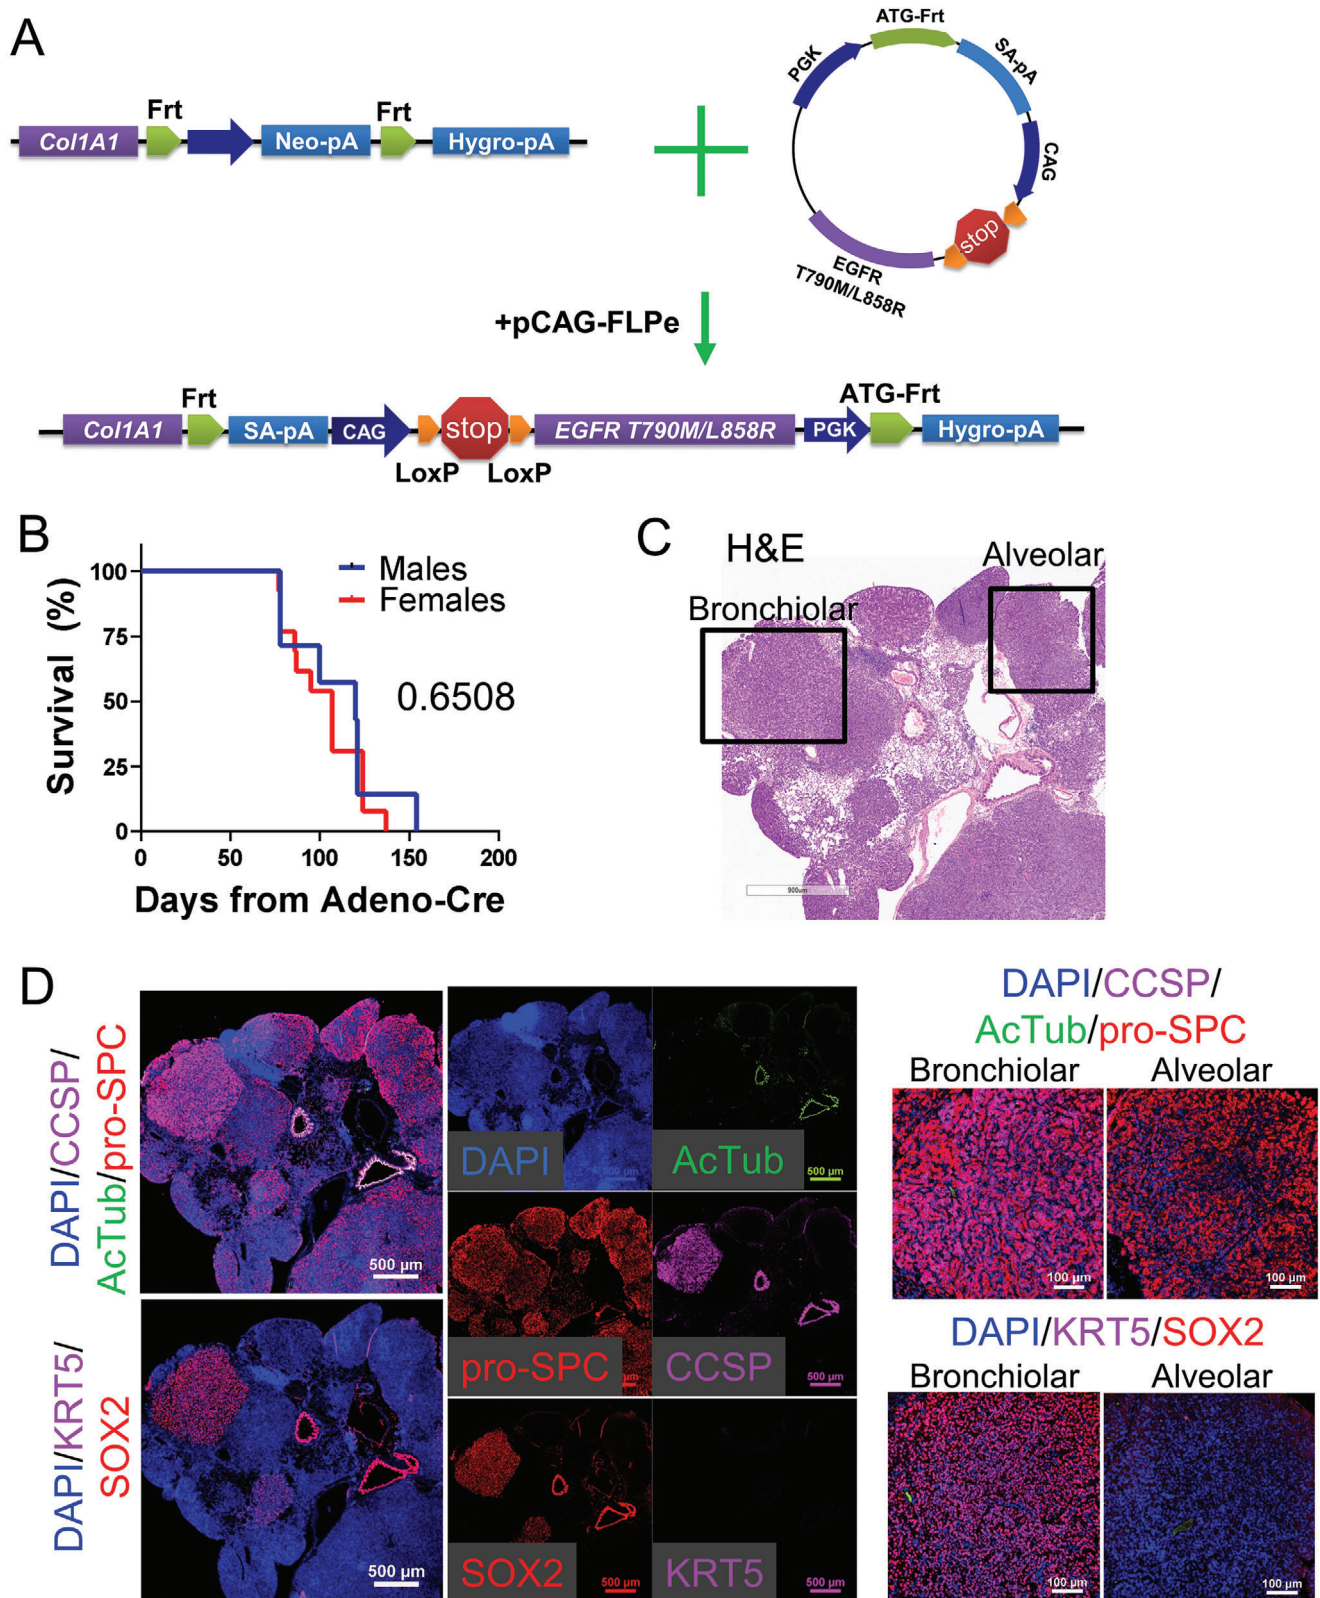 A
Frt
Frt
Col1A1
Neo-pA
Hygro-pA
ATG-Frt
PGK
SA-pA
CAG
stop
EGFR
T790M/L858R
+pCAG-FLPe
Frt
ATG-Frt
Col1A1
SA-pA
CAG
stop
EGFR T790M/L858R
PGK
Hygro-pA
LoxP
LoxP
B
Survival (%)
100
75
50
25
0
Males
Females
0.6508
0
50
100
150
200
Days from Adeno-Cre
C
H&E
Alveolar
Bronchiolar
900um
D
DAPI/CCSP/
AcTub/pro-SPC
500 µm
DAPI/KRT5/
SOX2
500 µm
DAPI
500 µm
AcTub
500 µm
pro-SPC
µm
CCSP
500 µm
SOX2
500 µm
KRT5
500 µm
DAPI/CCSP/
AcTub/pro-SPC
Bronchiolar
Alveolar
100 µm
100 µm
DAPI/KRT5/SOX2
Bronchiolar
Alveolar
100 µm
100 µm